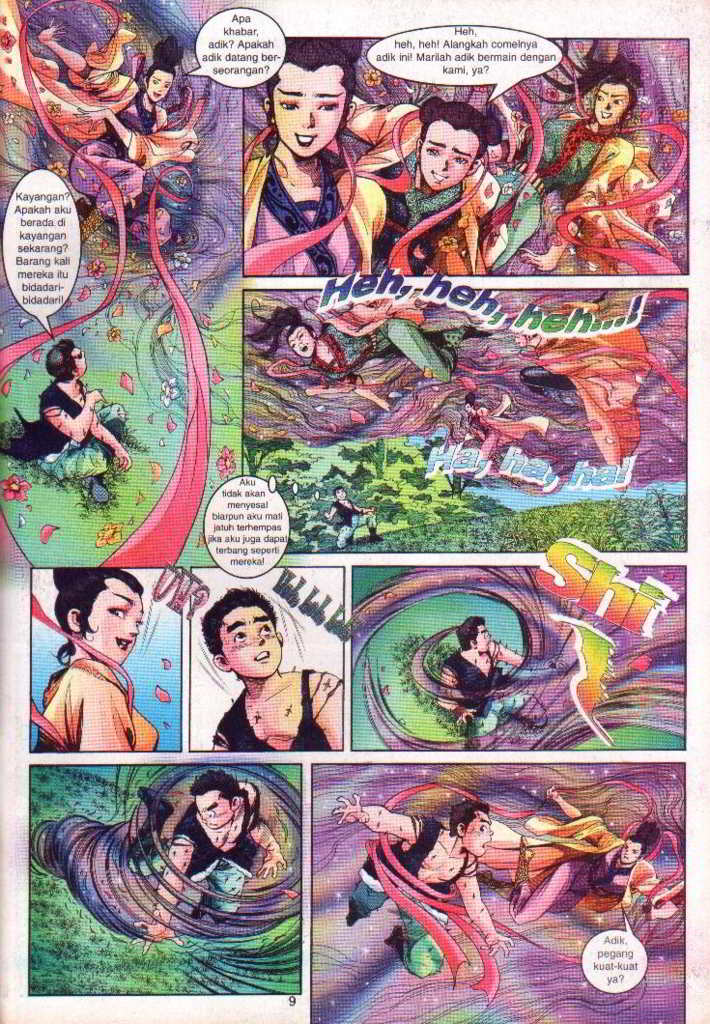 Apa
khabar,
adik? Apakah
adik datang ber-
seorangan?
Heh,
heh, heh! Alangkah comelnya
adik ini! Marilah adik bermain dengan
kami, ya?
Kayangan?
Apakah aku
berada di
kayangan
sekarang?
Barang kali
mereka itu
bidadari-
bidadari!
Heh, heh, heh...!
Ha, ha, ha!
Aku
tidak akan
menyesal
biarpun aku mati
jatuh terhempas
jika aku juga dapat
terbang seperti
mereka!
Shi
Adik,
pegang
kuat-kuat
ya?
9